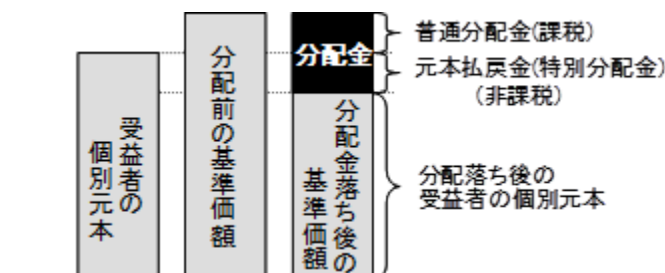 受益者の
個別元本
分配前の基準価額
分配金
分配金落ち後の
基準価額
普通分配金(課税)
元本払戻金(特別分配金)
(非課税)
分配落ち後の
受益者の個別元本